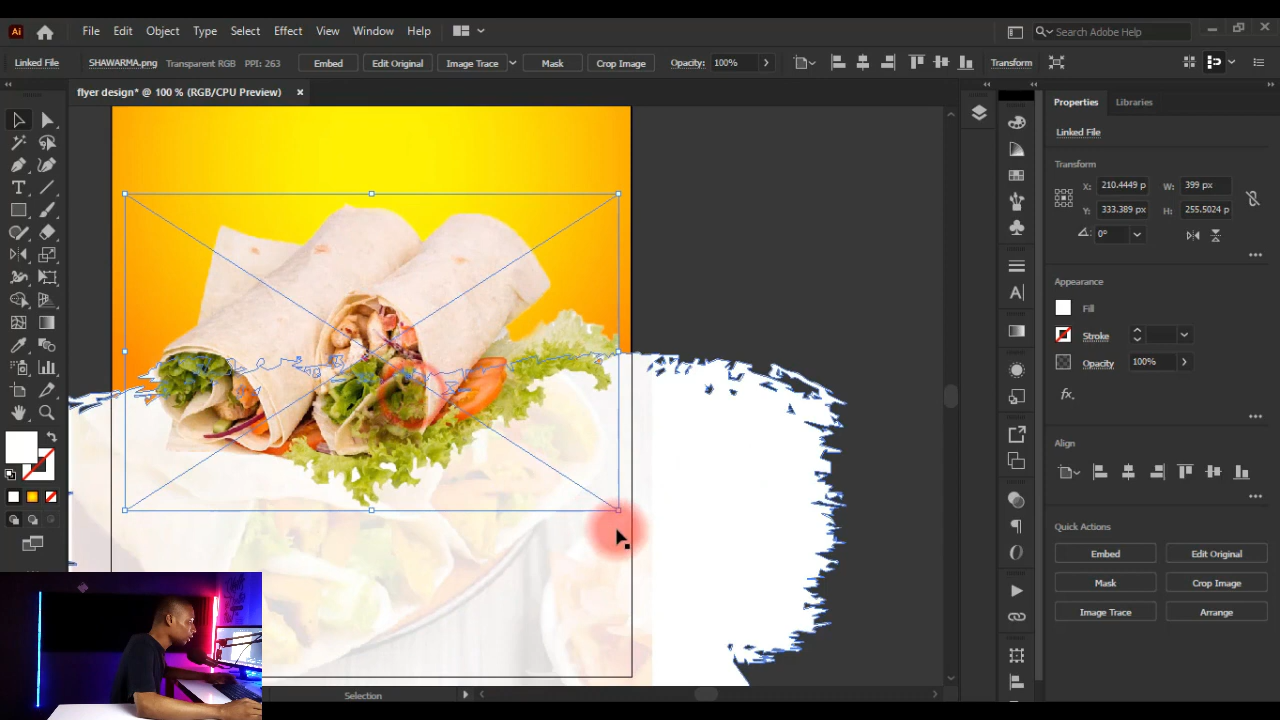 Ai File Edit Object Type Select Effect View Window Help Search Adobe Help
Linked File SHAWARMA.png Transparent RGB PPI: 263 Embed Edit Original Image Trace Mask Crop Image Opacity: 100% Transform
flyer design* @ 100 % (RGB/CPU Preview) ×
Properties Libraries
Linked File
Transform
X: 210.4449 p W: 399 px
Y: 333.389 px H: 255.5024 p
0°
Appearance
Fill
Stroke
Opacity 100%
fx.
Align
Quick Actions
Embed Edit Original
Mask Crop Image
Image Trace Arrange
Selection